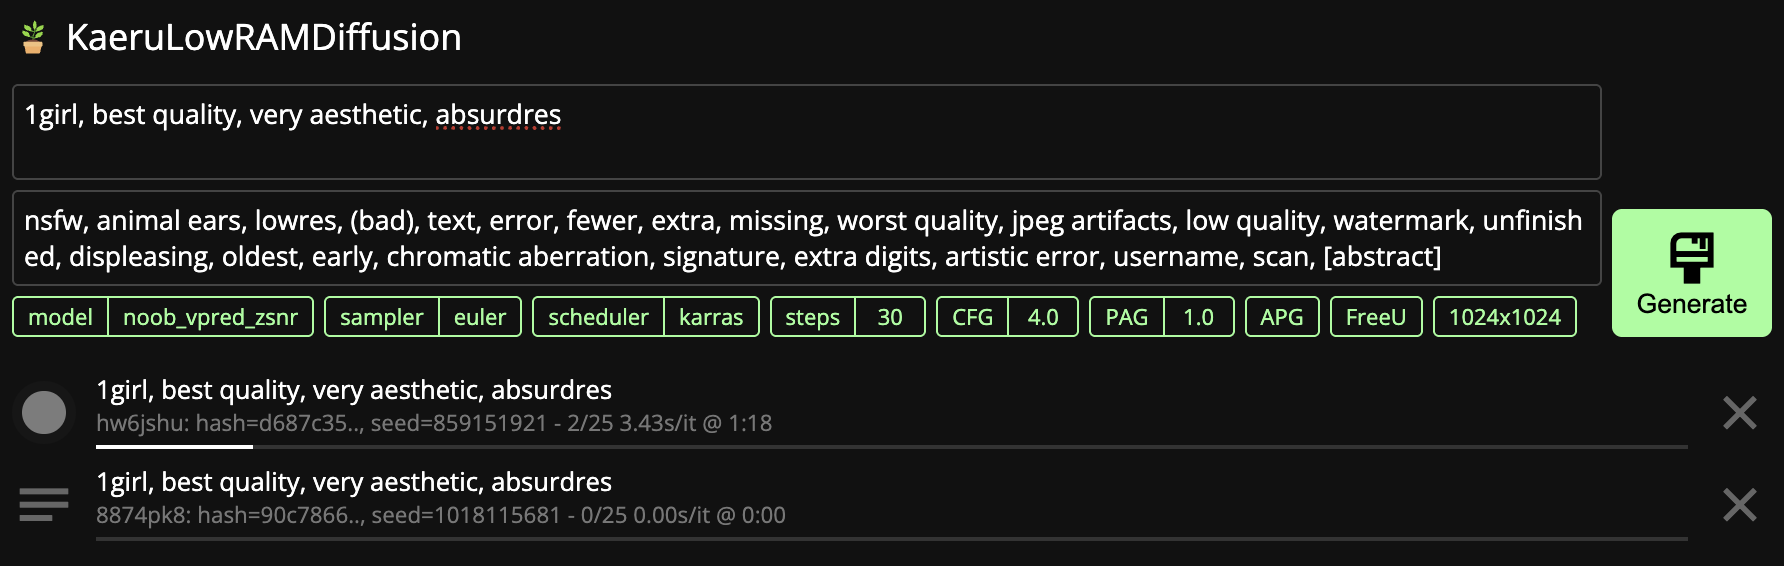 KaeruLowRAMDiffusion
1girl, best quality, very aesthetic, absurdres
nsfw, animal ears, lowres, (bad), text, error, fewer, extra, missing, worst quality, jpeg artifacts, low quality, watermark, unfinish
ed, displeasing, oldest, early, chromatic aberration, signature, extra digits, artistic error, username, scan, [abstract]
Generate
model noob_vpred_zsnr sampler euler scheduler karras steps 30 CFG 4.0 PAG 1.0 APG FreeU 1024x1024
1girl, best quality, very aesthetic, absurdres
hw6jshu: hash=d687c35.., seed=859151921 - 2/25 3.43s/it @ 1:18
1girl, best quality, very aesthetic, absurdres
8874pk8: hash=90c7866.., seed=1018115681 - 0/25 0.00s/it @ 0:00